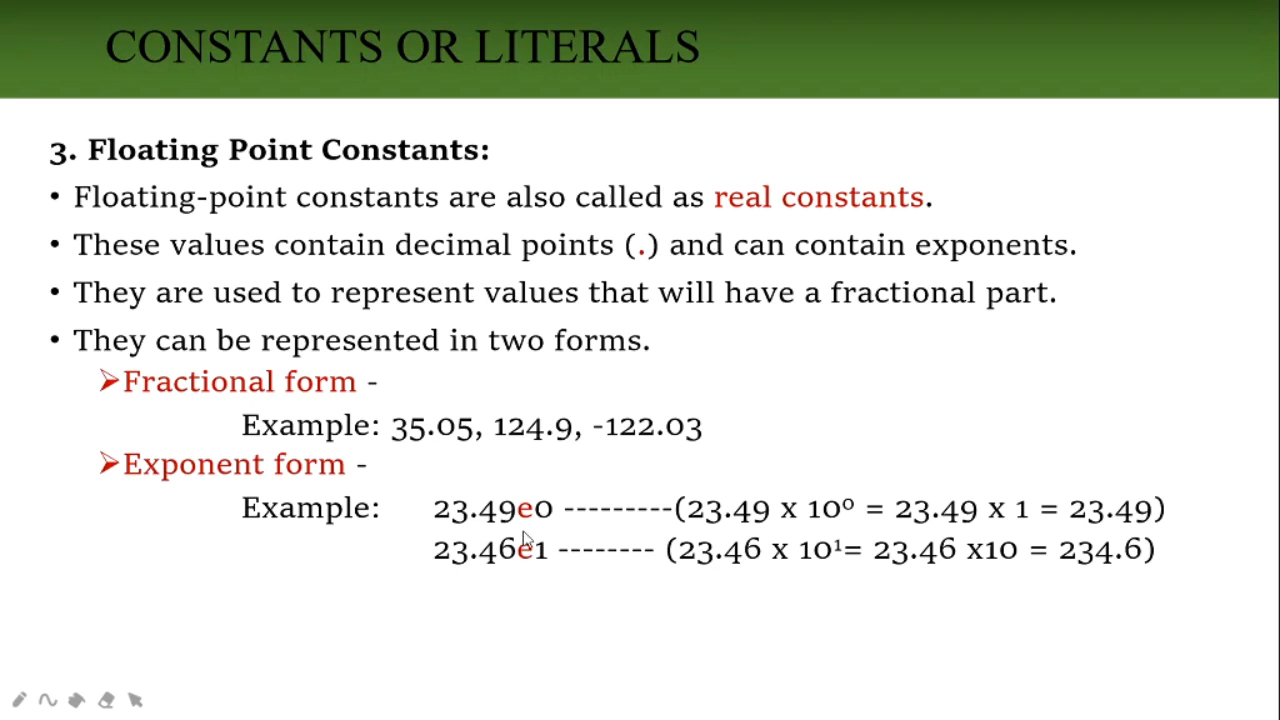 CONSTANTS OR LITERALS
3. Floating Point Constants:
• Floating-point constants are also called as real constants.
• These values contain decimal points (.) and can contain exponents.
• They are used to represent values that will have a fractional part.
• They can be represented in two forms.
➢Fractional form -
Example: 35.05, 124.9, -122.03
➢Exponent form -
Example: 23.49e0 ---------(23.49 x 10⁰ = 23.49 x 1 = 23.49)
23.46e1 -------- (23.46 x 10¹= 23.46 x10 = 234.6)